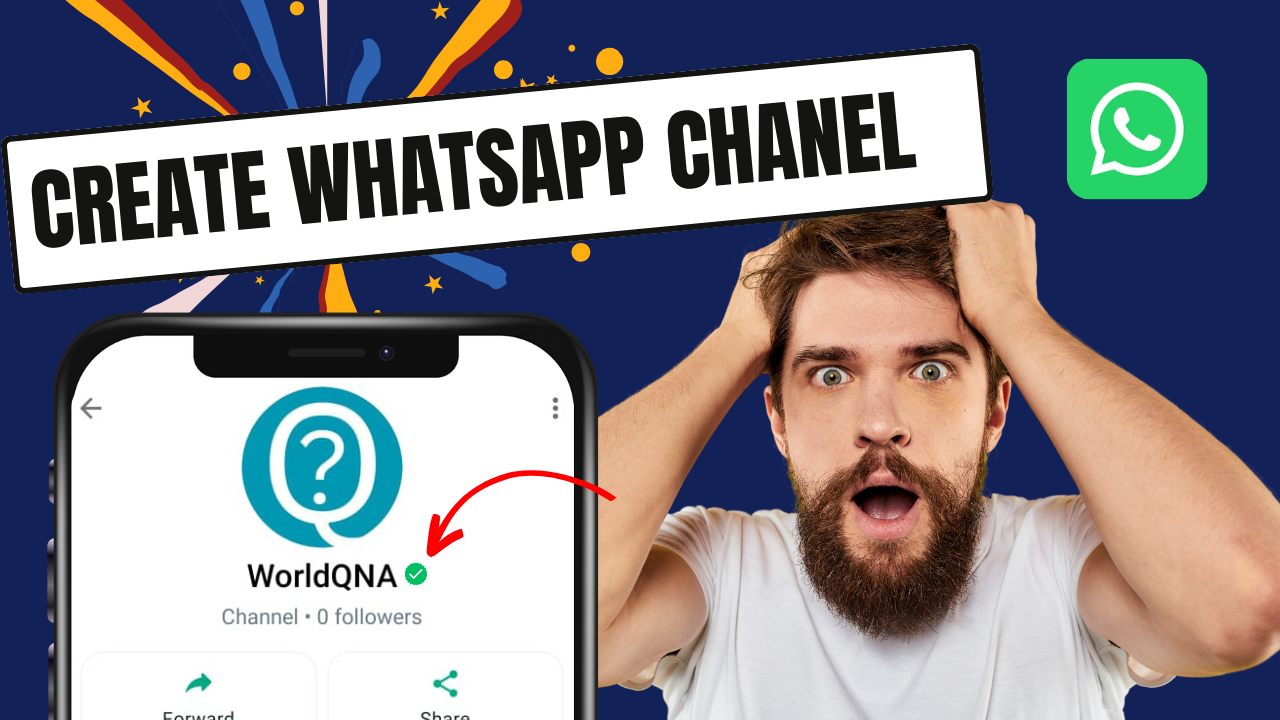 CREATE WHATSAPP CHANEL
WorldQNA
Channel • 0 followers
Forward
Share